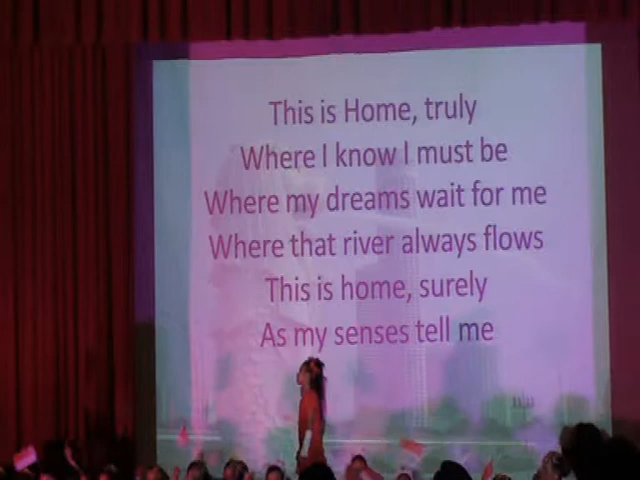 This is Home, truly
Where I know I must be
Where my dreams wait for me
Where that river always flows
This is home, surely
As my senses tell me